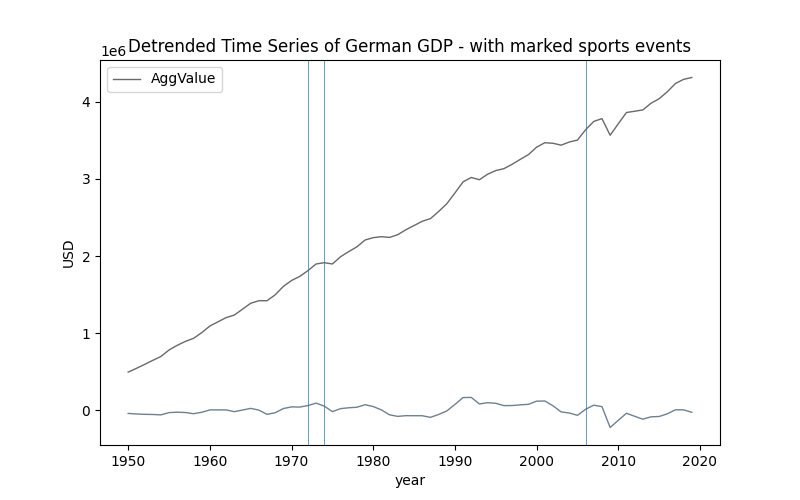 Detrended Time Series of German GDP - with marked sports events
1e6
AggValue
4
3
2
1
0
USD
1950 1960 1970 1980 1990 2000 2010 2020
year